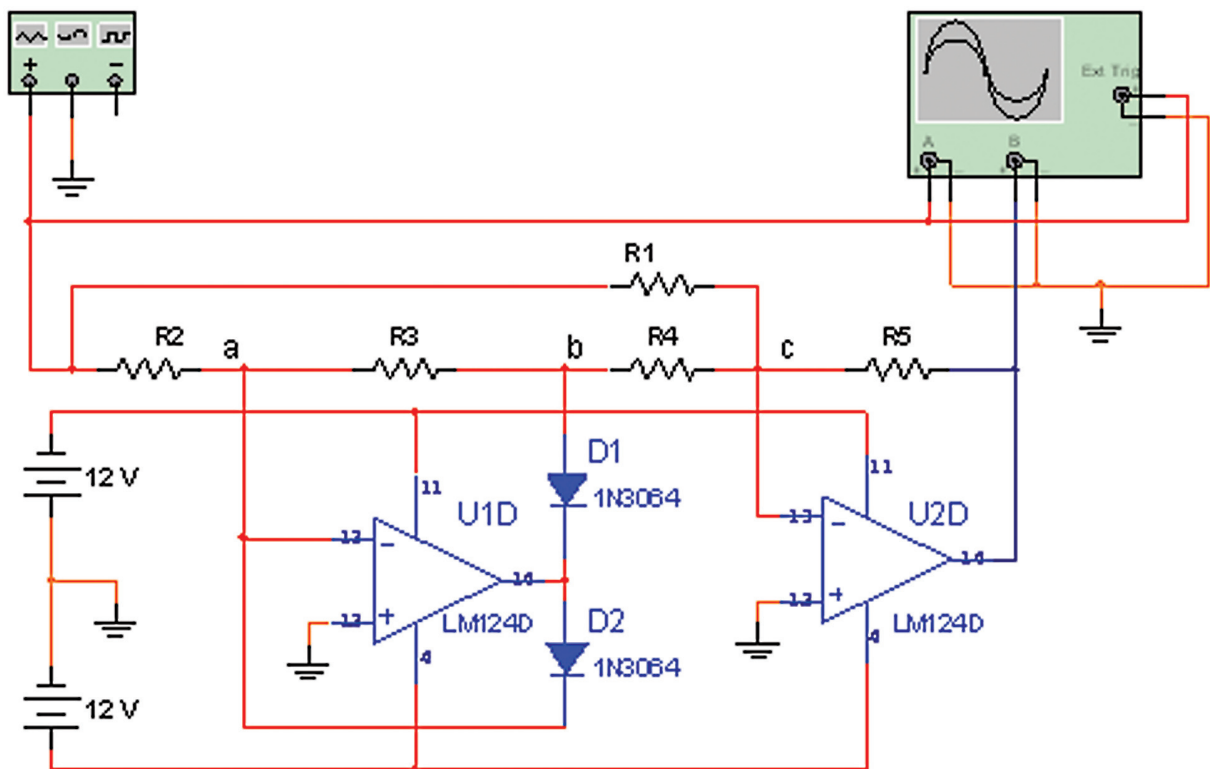 + −
Ext Trig
+
−
A B
+ − + −
R1
R2 a R3 b R4 c R5
12 V
11
D1
1N3064
11
U1D
U2D
13
−
13
−
14
14
12
+
LM124D
12
+
LM124D
4
D2
1N3064
4
12 V